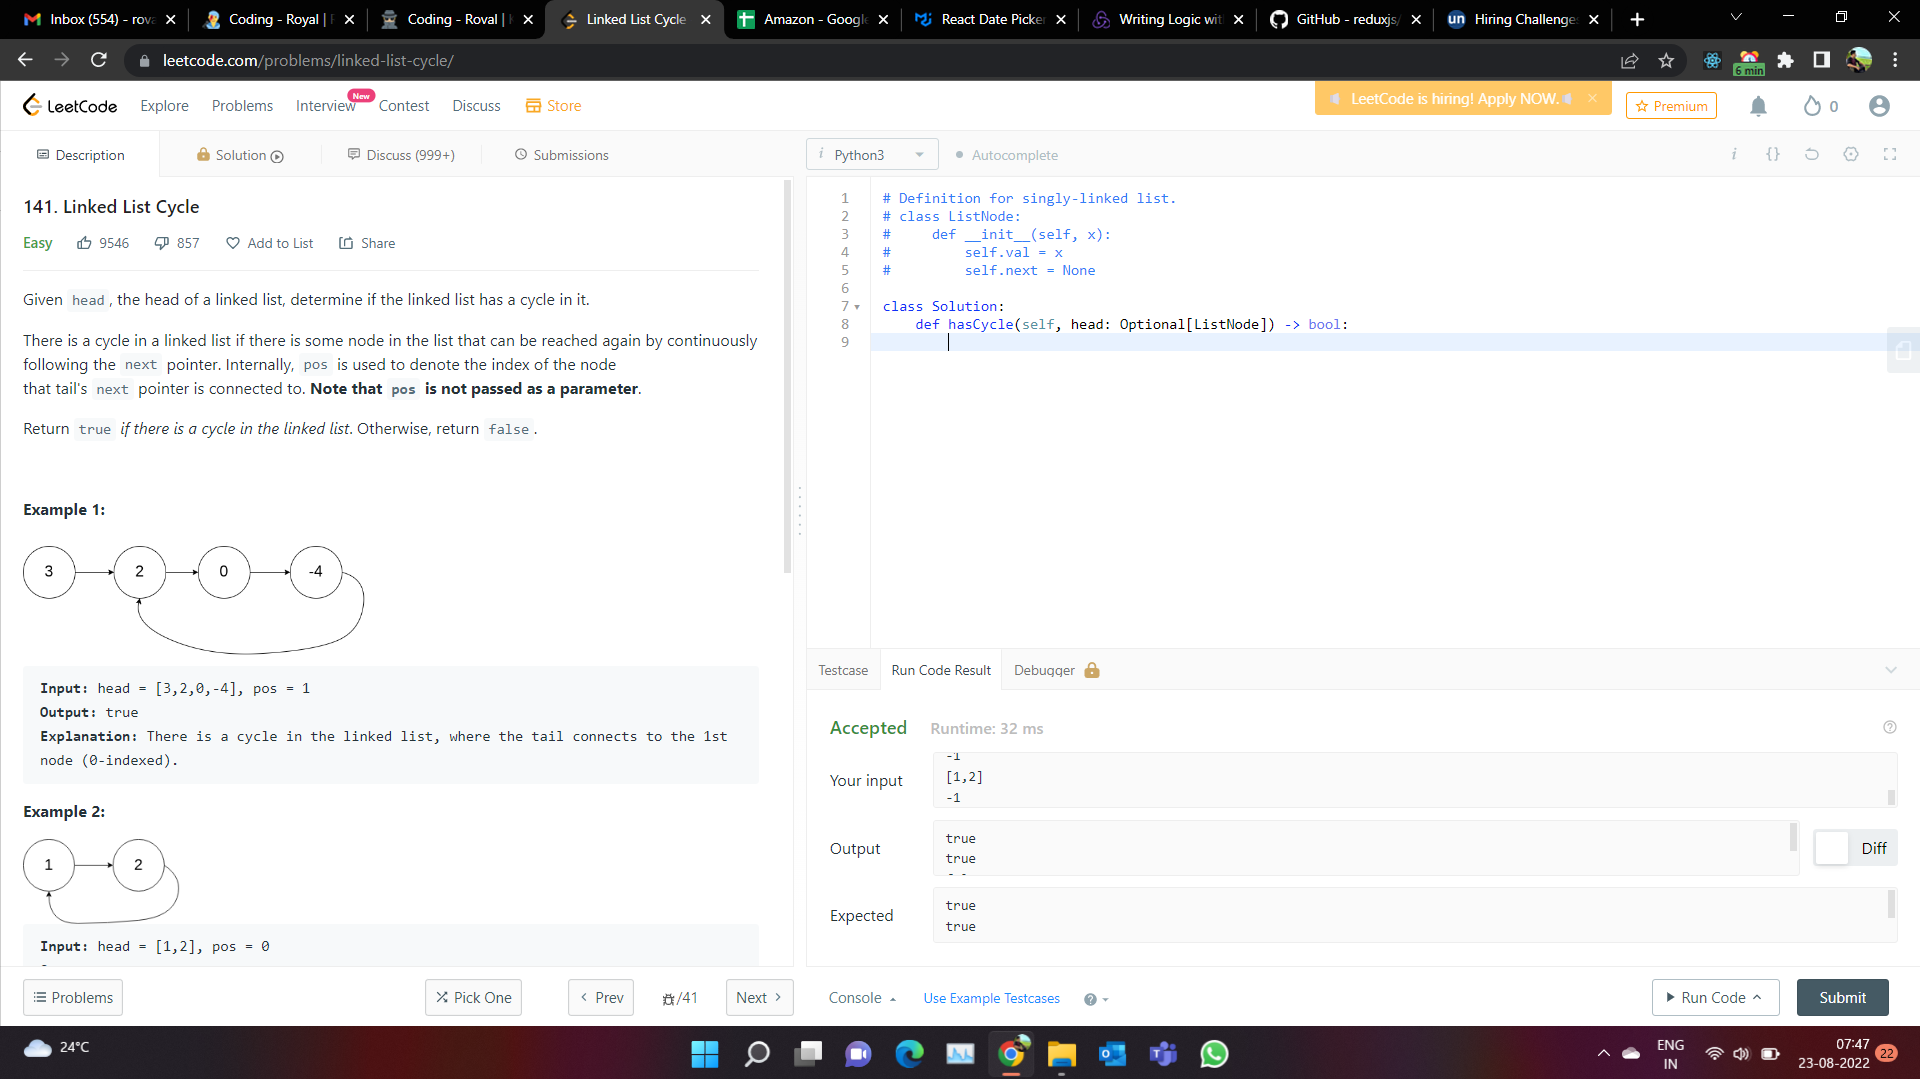 Inbox (554) - rova
Coding - Royal |
Coding - Roval |
Linked List Cycle
Amazon - Google
React Date Picker
Writing Logic wit
GitHub - reduxjs/
un Hiring Challenge
leetcode.com/problems/linked-list-cycle/
6 min
LeetCode
Explore
Problems
Interview
New
Contest
Discuss
Store
LeetCode is hiring! Apply NOW.
Premium
0
Description
Solution
Discuss (999+)
Submissions
i Python3
Autocomplete
i {}
141. Linked List Cycle
Easy 9546 857 Add to List Share
Given head, the head of a linked list, determine if the linked list has a cycle in it.
There is a cycle in a linked list if there is some node in the list that can be reached again by continuously
following the next pointer. Internally, pos is used to denote the index of the node
that tail's next pointer is connected to. Note that pos is not passed as a parameter.
Return true if there is a cycle in the linked list. Otherwise, return false.
Example 1:
3 2 0 -4
Input: head = [3,2,0,-4], pos = 1
Output: true
Explanation: There is a cycle in the linked list, where the tail connects to the 1st
node (0-indexed).
Example 2:
1 2
Input: head = [1,2], pos = 0
1 # Definition for singly-linked list.
2 # class ListNode:
3 #     def __init__(self, x):
4 #         self.val = x
5 #         self.next = None
6
7 class Solution:
8     def hasCycle(self, head: Optional[ListNode]) -> bool:
9
Testcase
Run Code Result
Debugger
Accepted Runtime: 32 ms
Your input
-1
[1,2]
-1
Output
true
true
Diff
Expected
true
true
Problems
Pick One
< Prev
/41
Next >
Console
Use Example Testcases
Run Code
Submit
24°C
ENG
IN
07:47
23-08-2022
22